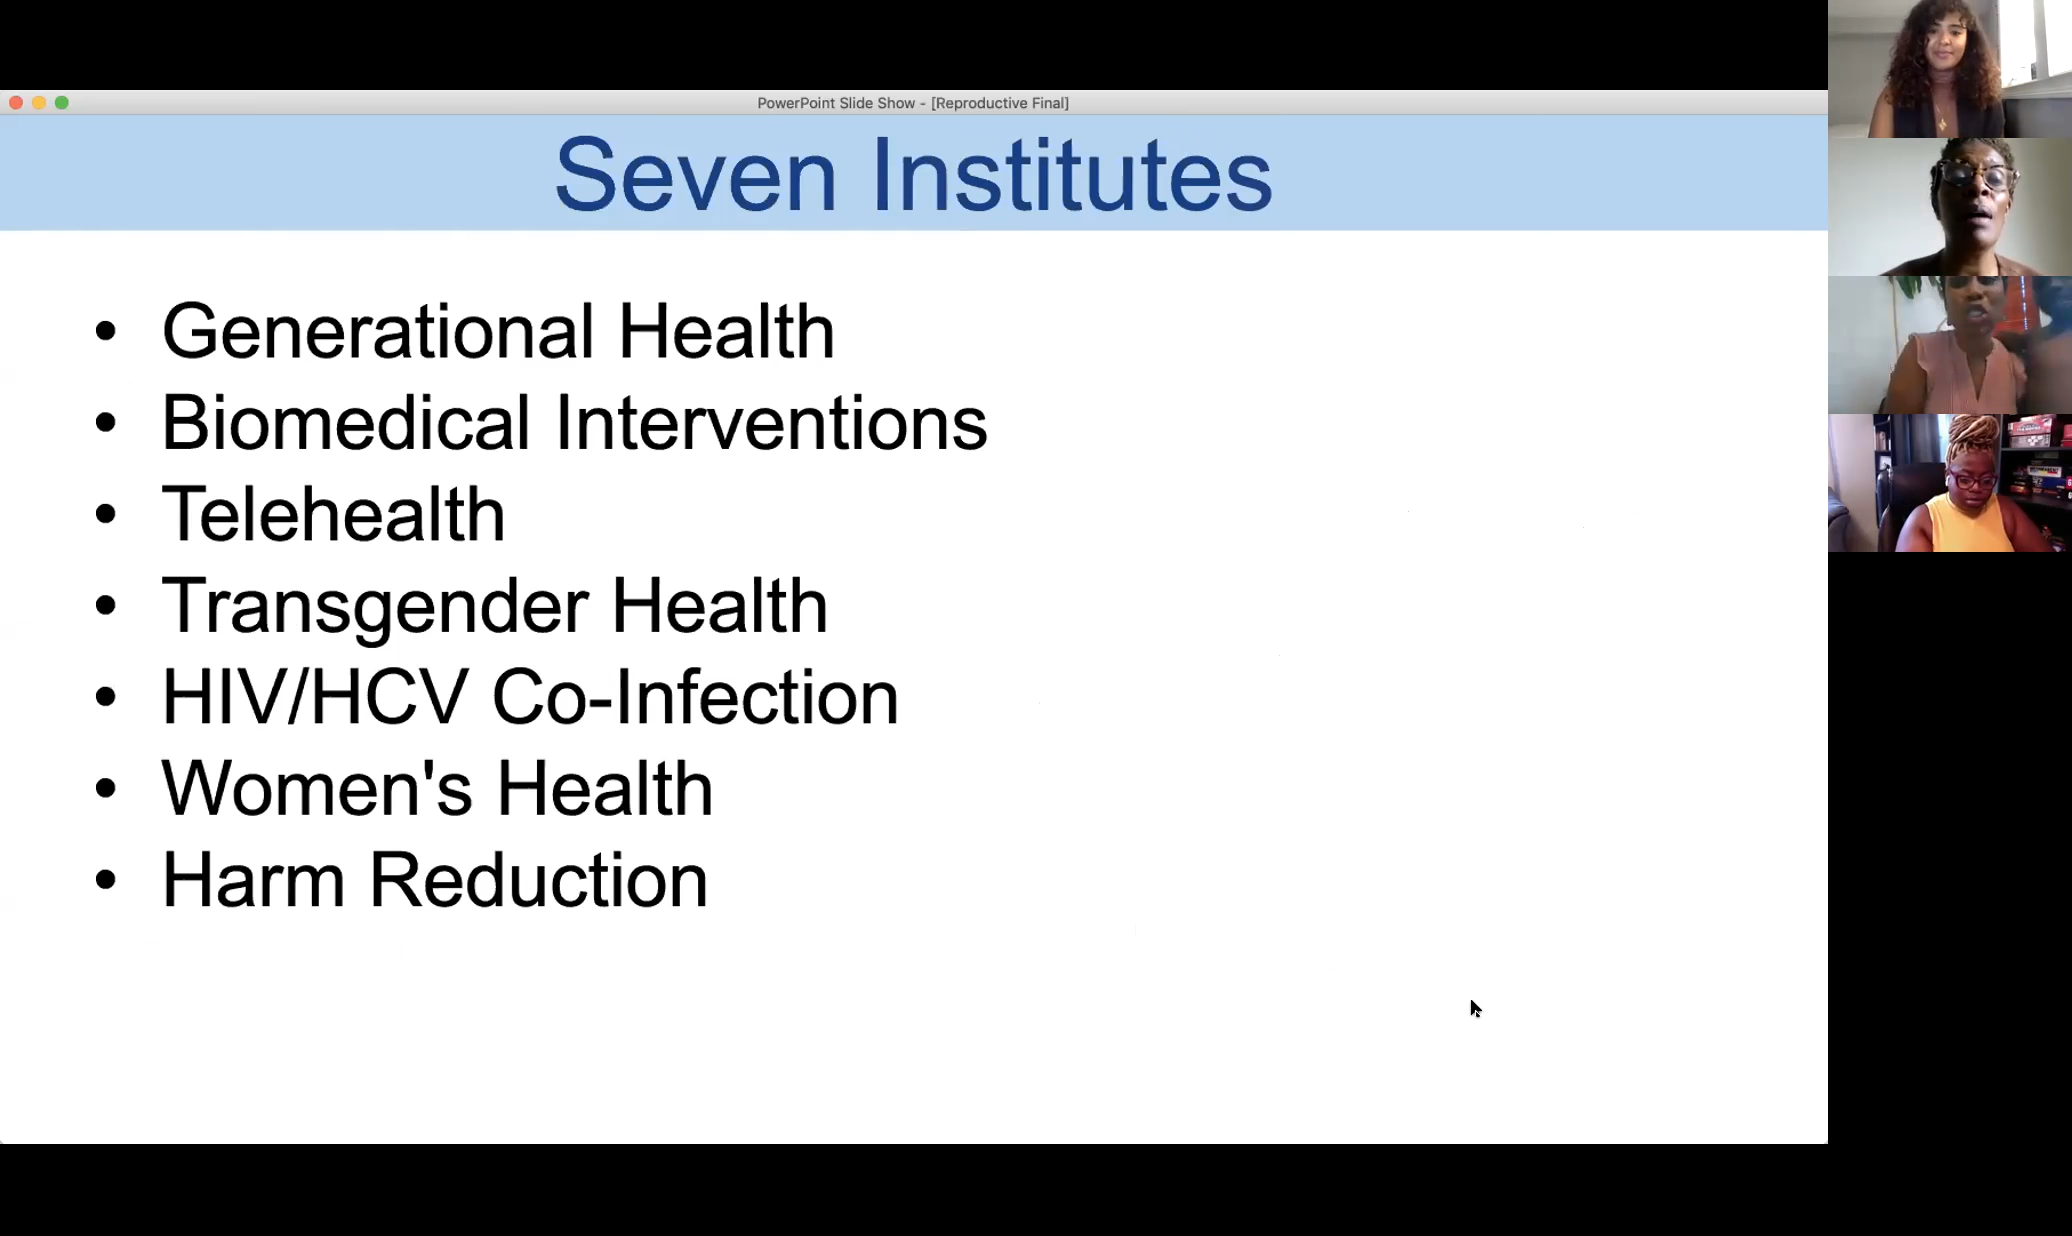 PowerPoint Slide Show - [Reproductive Final]
Seven Institutes
• Generational Health
• Biomedical Interventions
• Telehealth
• Transgender Health
• HIV/HCV Co-Infection
• Women's Health
• Harm Reduction